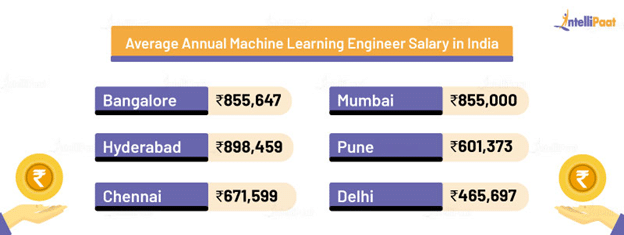 intelliPaat
Average Annual Machine Learning Engineer Salary in India
Bangalore ₹855,647
Mumbai ₹855,000
Hyderabad ₹898,459
Pune ₹601,373
Chennai ₹671,599
Delhi ₹465,697
₹
₹